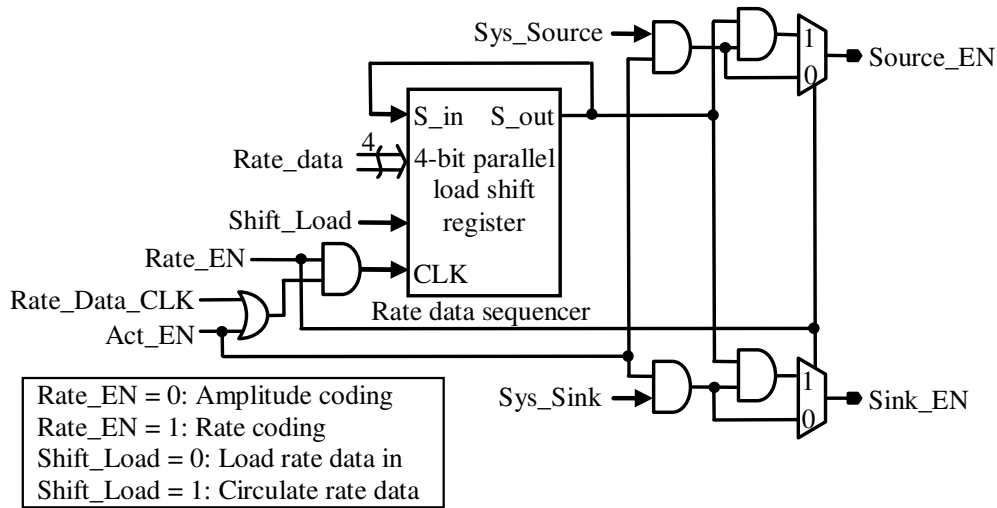 Sys_Source
1
0
Source_EN
S_in S_out
4
Rate_data
4-bit parallel
load shift
register
Shift_Load
Rate_EN
CLK
Rate_Data_CLK
Rate data sequencer
Act_EN
Sys_Sink
1
0
Sink_EN
Rate_EN = 0: Amplitude coding
Rate_EN = 1: Rate coding
Shift_Load = 0: Load rate data in
Shift_Load = 1: Circulate rate data